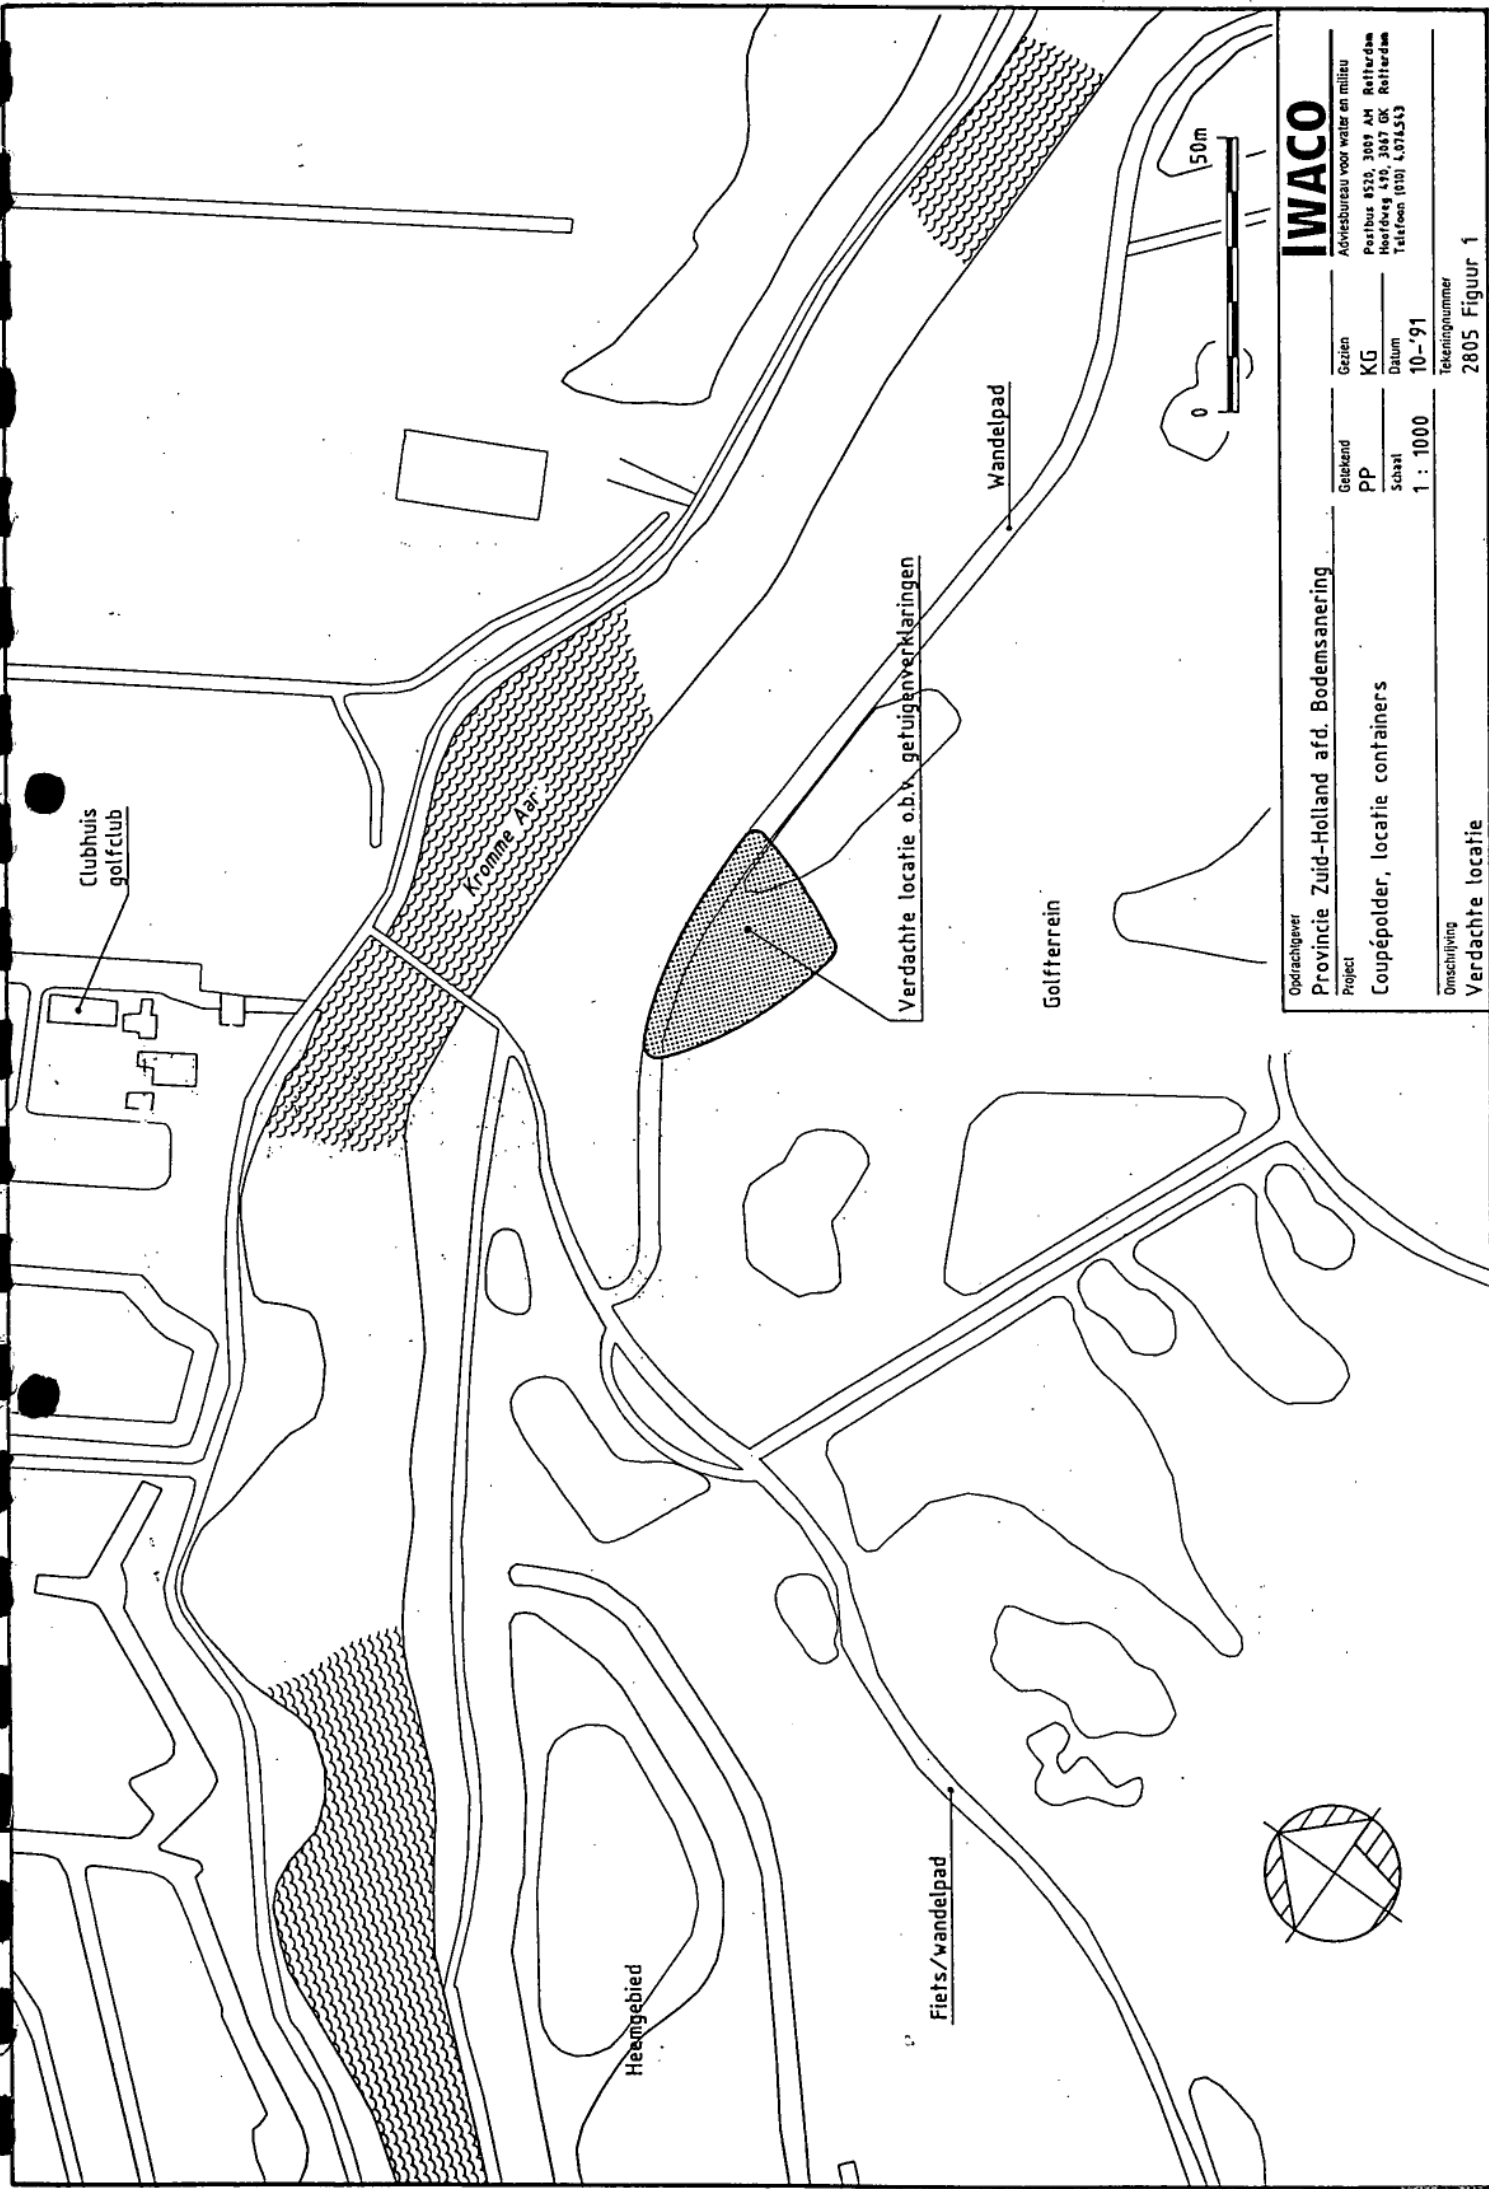 Clubhuis
golfclub
Kromme Aar
Wandelpad
Verdachte locatie o.b.v. getuigenverklaringen
Golfterrein
Heemgebied
Fiets/wandelpad
0
50m
Opdrachtgever
Provincie Zuid-Holland afd. Bodemsanering
Project
Coupépolder, locatie containers
Omschrijving
Verdachte locatie
Getekend
PP
Gezien
KG
Schaal
1 : 1000
Datum
10-'91
Tekeningnummer
2805 Figuur 1
IWACO
Adviesbureau voor water en milieu
Postbus 8520, 3009 AM Rotterdam
Hoofdweg 490, 3067 GK Rotterdam
Telefoon (010) 4.076.543